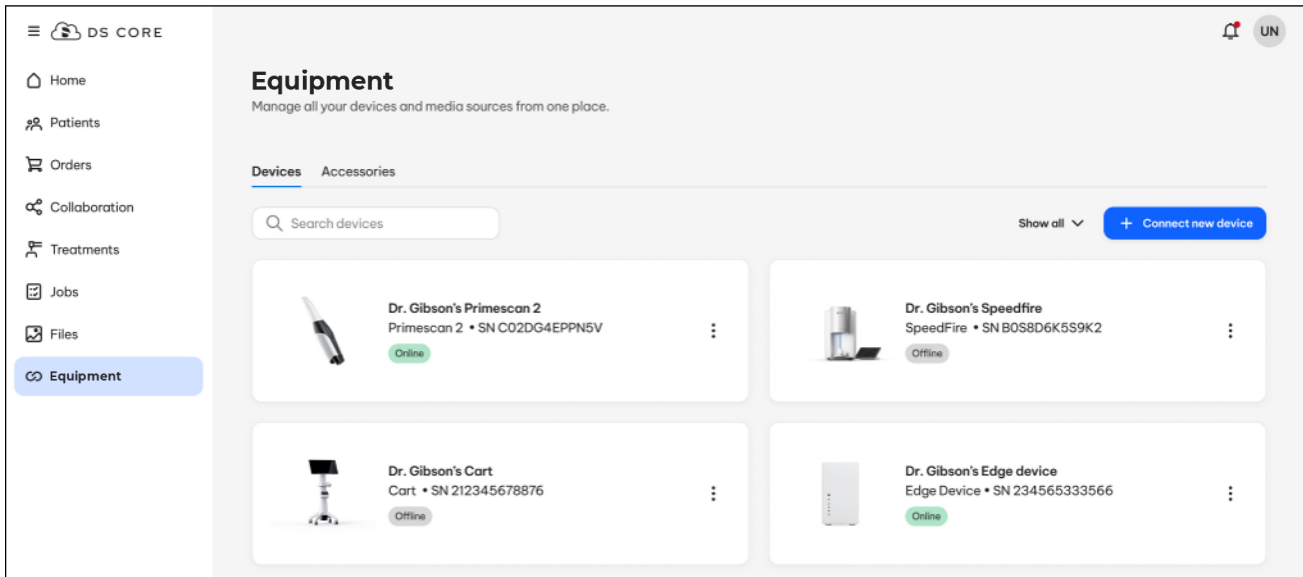 DS CORE
UN
Home
Patients
Orders
Collaboration
Treatments
Jobs
Files
Equipment
Equipment
Manage all your devices and media sources from one place.
Devices Accessories
Search devices
Show all
+ Connect new device
Dr. Gibson's Primescan 2
Primescan 2 • SN C02DG4EPPN5V
Online
Dr. Gibson's Speedfire
SpeedFire • SN B0S8D6K5S9K2
Offline
Dr. Gibson's Cart
Cart • SN 212345678876
Offline
Dr. Gibson's Edge device
Edge Device • SN 234565333566
Online